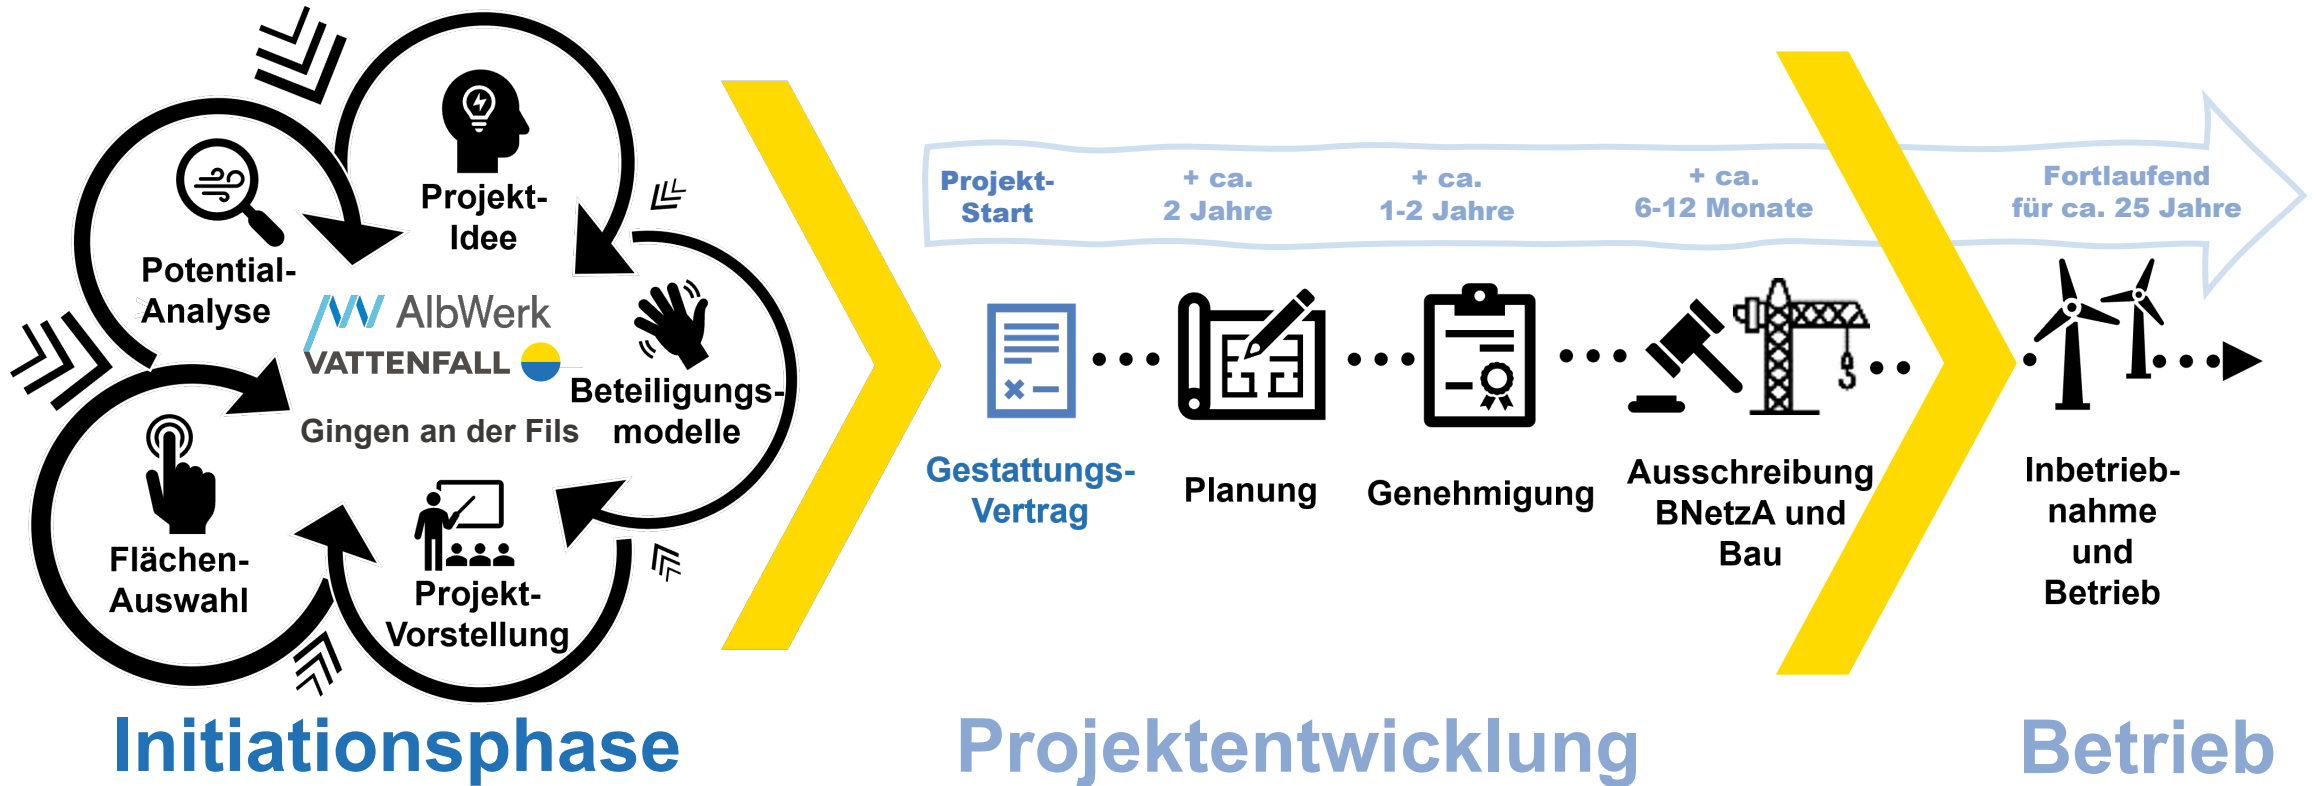 Projekt-
Idee
Potential-
Analyse
AlbWerk
VATTENFALL
Gingen an der Fils
Beteiligungs-
modelle
Flächen-
Auswahl
Projekt-
Vorstellung
Initiationsphase
Projekt-
Start
+ ca.
2 Jahre
+ ca.
1-2 Jahre
+ ca.
6-12 Monate
Fortlaufend
für ca. 25 Jahre
Gestattungs-
Vertrag
Planung
Genehmigung
Ausschreibung
BNetzA und
Bau
Inbetrieb-
nahme
und
Betrieb
Projektentwicklung
Betrieb